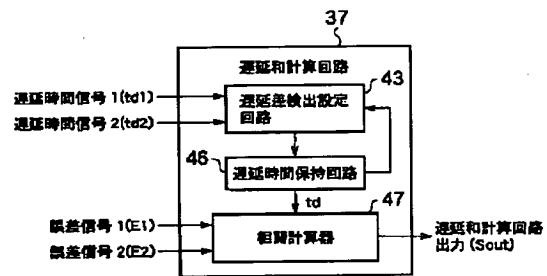 37
遅延和計算回路
43
遅延時間信号 1(td1)
遅延時間信号 2(td2)
遅延差検出設定
回路
46
遅延時間保持回路
td
47
誤差信号 1(E1)
誤差信号 2(E2)
相関計算器
遅延和計算回路
出力 (Sout)